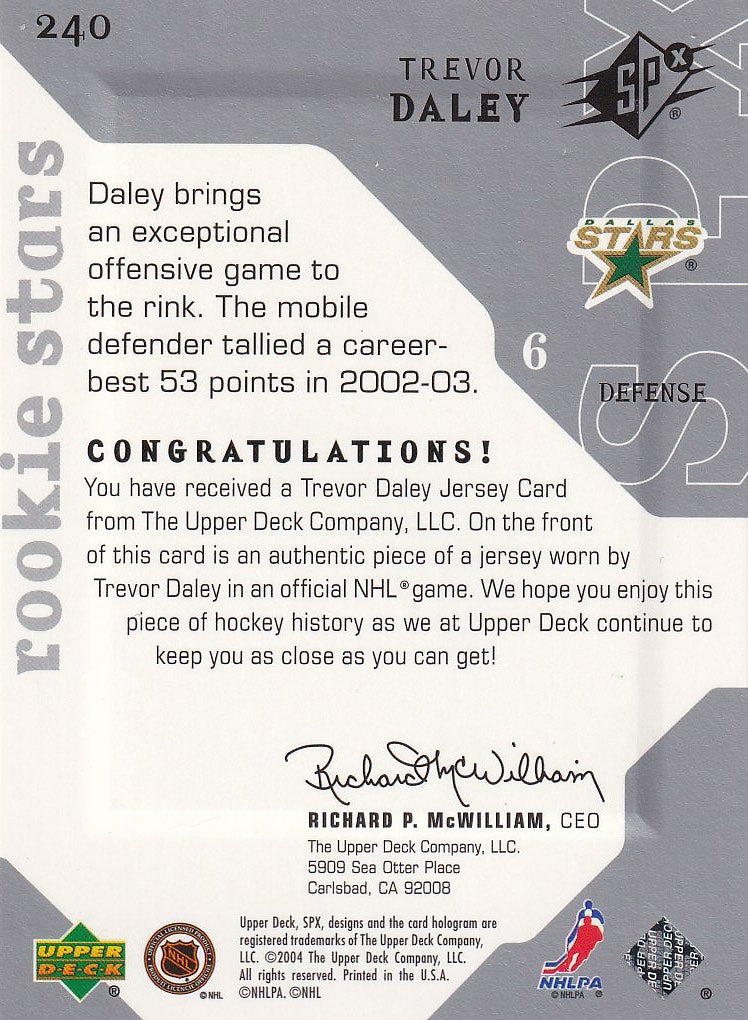 240
TREVOR
DALEY
SPX®
rookie stars
DALLAS
STARS®
6
DEFENSE
Daley brings
an exceptional
offensive game to
the rink. The mobile
defender tallied a career-
best 53 points in 2002-03.
CONGRATULATIONS!
You have received a Trevor Daley Jersey Card
from The Upper Deck Company, LLC. On the front
of this card is an authentic piece of a jersey worn by
Trevor Daley in an official NHL® game. We hope you enjoy this
piece of hockey history as we at Upper Deck continue to
keep you as close as you can get!
Richard McWilliam
RICHARD P. McWILLIAM, CEO
The Upper Deck Company, LLC.
5909 Sea Otter Place
Carlsbad, CA 92008
UPPER
D·E·C·K ®
NHL
©NHL
Upper Deck, SPX, designs and the card hologram are
registered trademarks of The Upper Deck Company,
LLC. ©2004 The Upper Deck Company, LLC.
All rights reserved. Printed in the U.S.A.
©NHLPA. ©NHL
NHLPA
©NHLPA ®
UPPER DECK
®